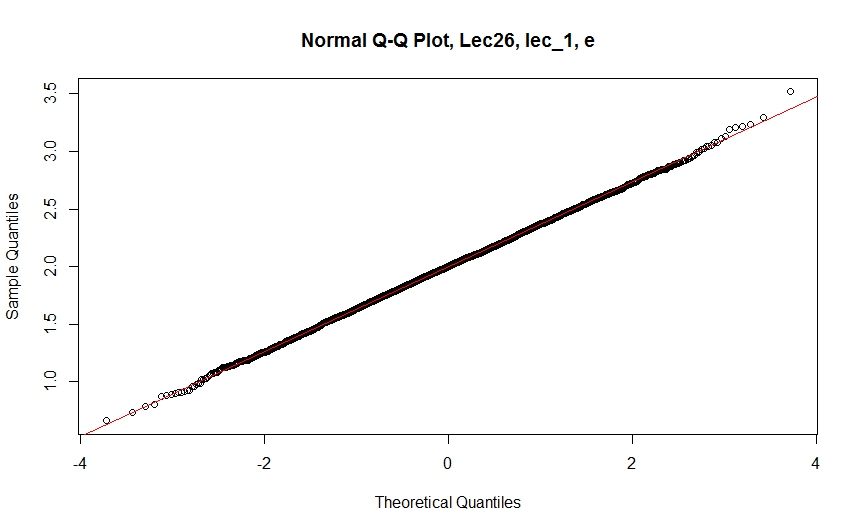 Normal Q-Q Plot, Lec26, lec_1, e
3.5
3.0
2.5
2.0
1.5
1.0
Sample Quantiles
-4 -2 0 2 4
Theoretical Quantiles